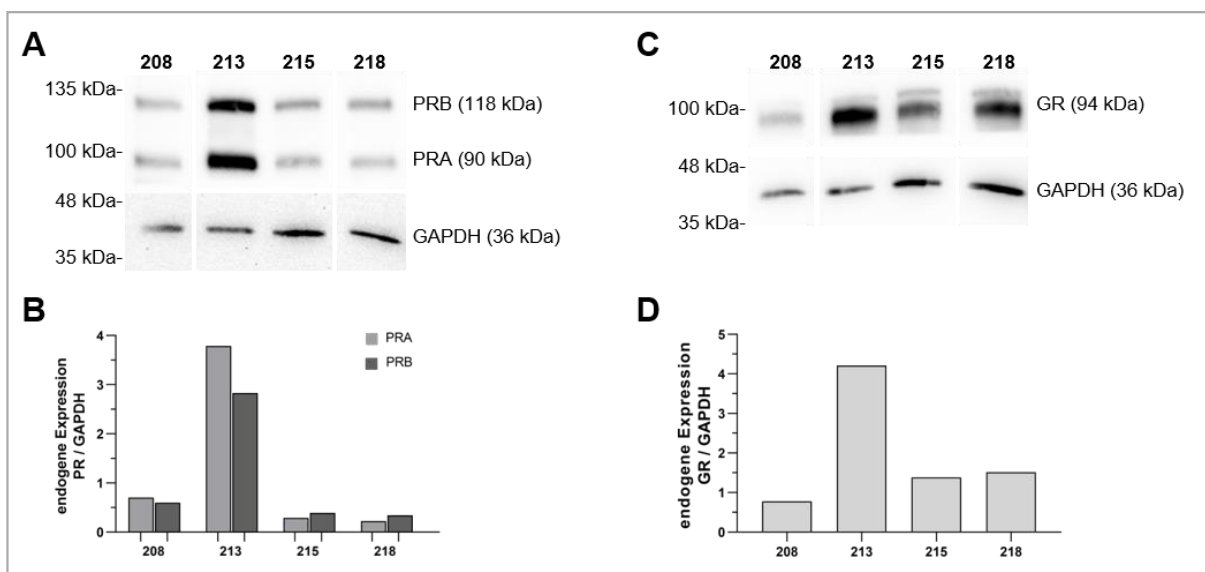 A
208 213 215 218
135 kDa-
PRB (118 kDa)
100 kDa-
PRA (90 kDa)
48 kDa-
GAPDH (36 kDa)
35 kDa-
B
endogene Expression
PR / GAPDH
4
3
2
1
0
PRA
PRB
208 213 215 218
C
208 213 215 218
100 kDa-
GR (94 kDa)
48 kDa-
GAPDH (36 kDa)
35 kDa-
D
endogene Expression
GR / GAPDH
5
4
3
2
1
0
208 213 215 218